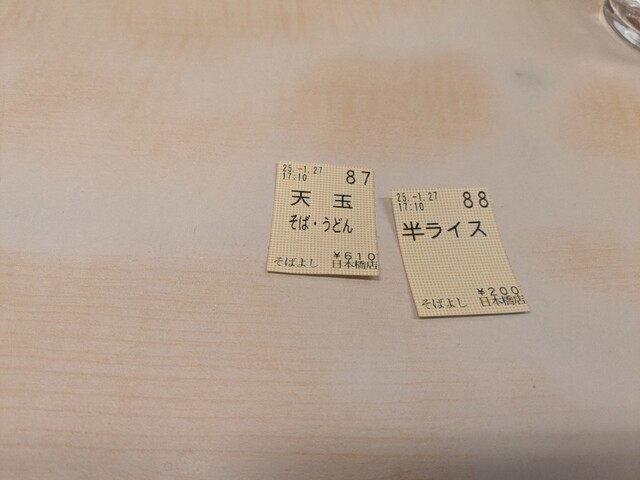 25.-1.27
17:10 87
天 玉
そば・うどん
¥610
そばよし 日本橋店
25.-1.27
17:10 88
半ライス
¥200
そばよし 日本橋店